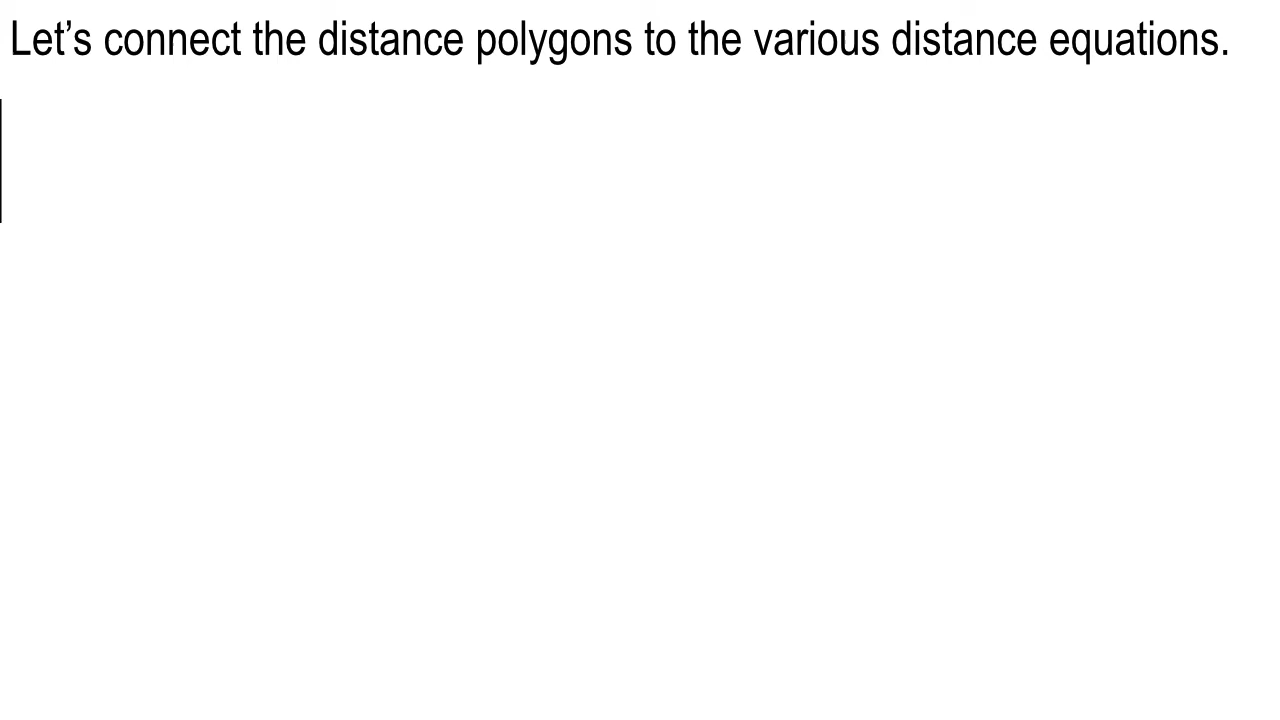 Let’s connect the distance polygons to the various distance equations.